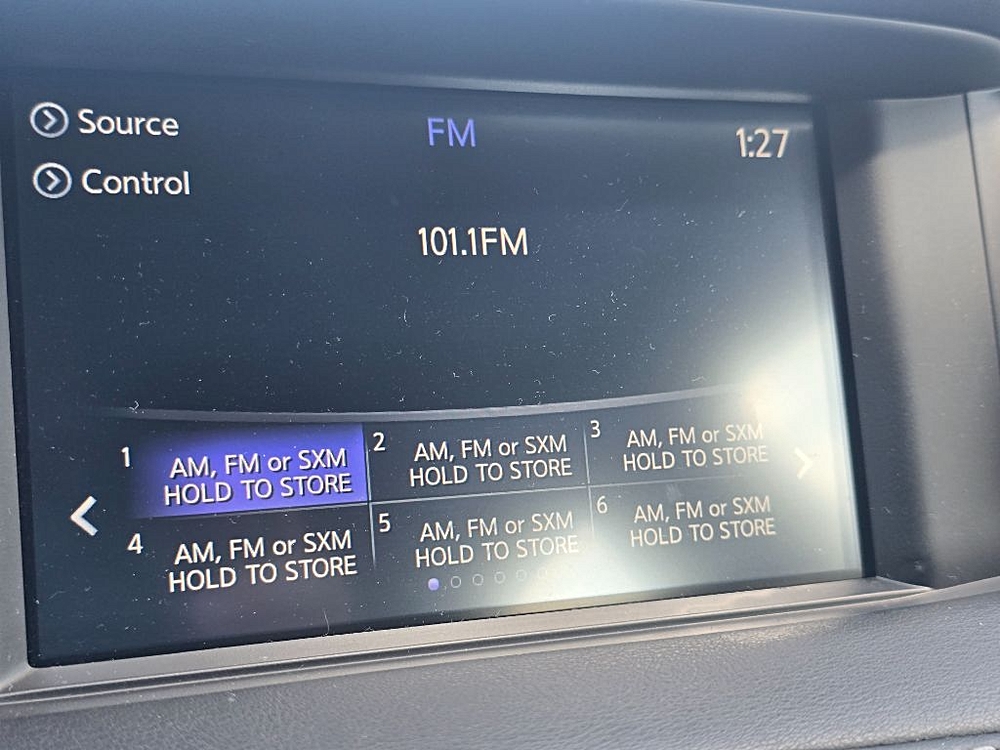 Source
FM
1:27
Control
101.1FM
1
AM, FM or SXM
HOLD TO STORE
2
AM, FM or SXM
HOLD TO STORE
3
AM, FM or SXM
HOLD TO STORE
4
AM, FM or SXM
HOLD TO STORE
5
AM, FM or SXM
HOLD TO STORE
6
AM, FM or SXM
HOLD TO STORE